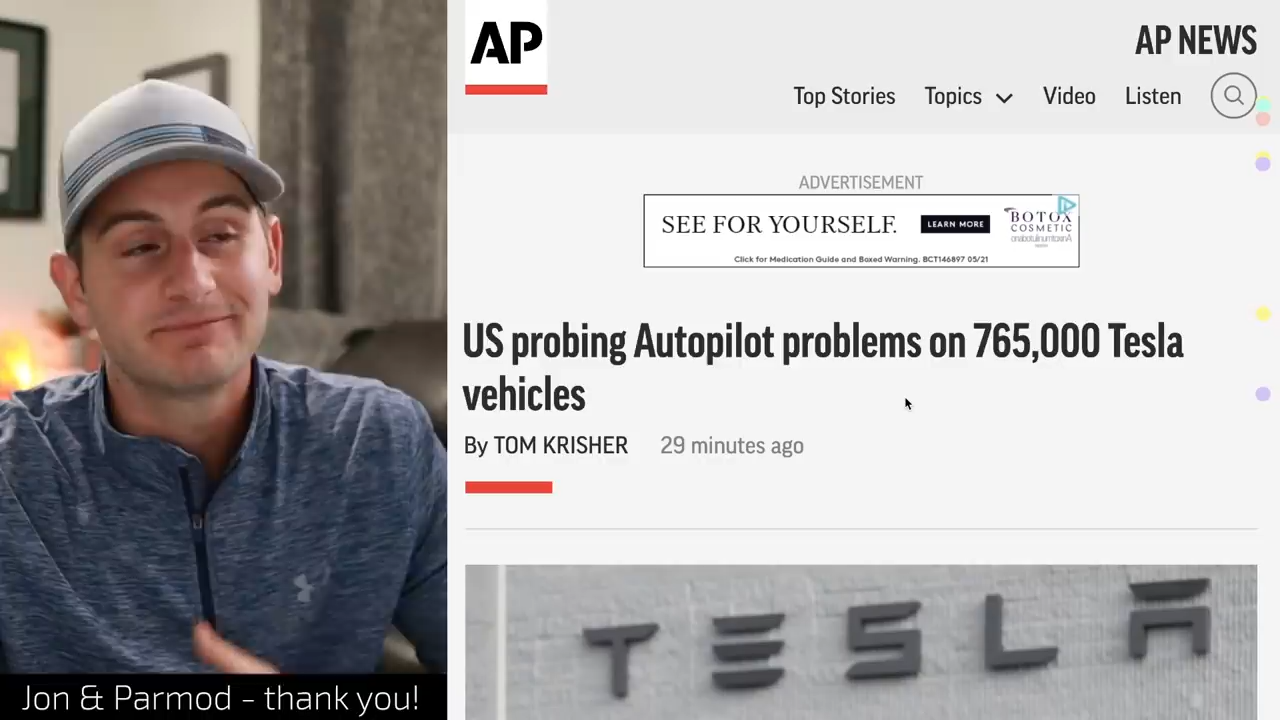 AP
AP NEWS
Top Stories Topics Video Listen
ADVERTISEMENT
SEE FOR YOURSELF. LEARN MORE BOTOX
COSMETIC
onabotulinumtoxinA
Click for Medication Guide and Boxed Warning. BCT146897 05/21
US probing Autopilot problems on 765,000 Tesla
vehicles
By TOM KRISHER 29 minutes ago
TESLA
Jon & Parmod - thank you!